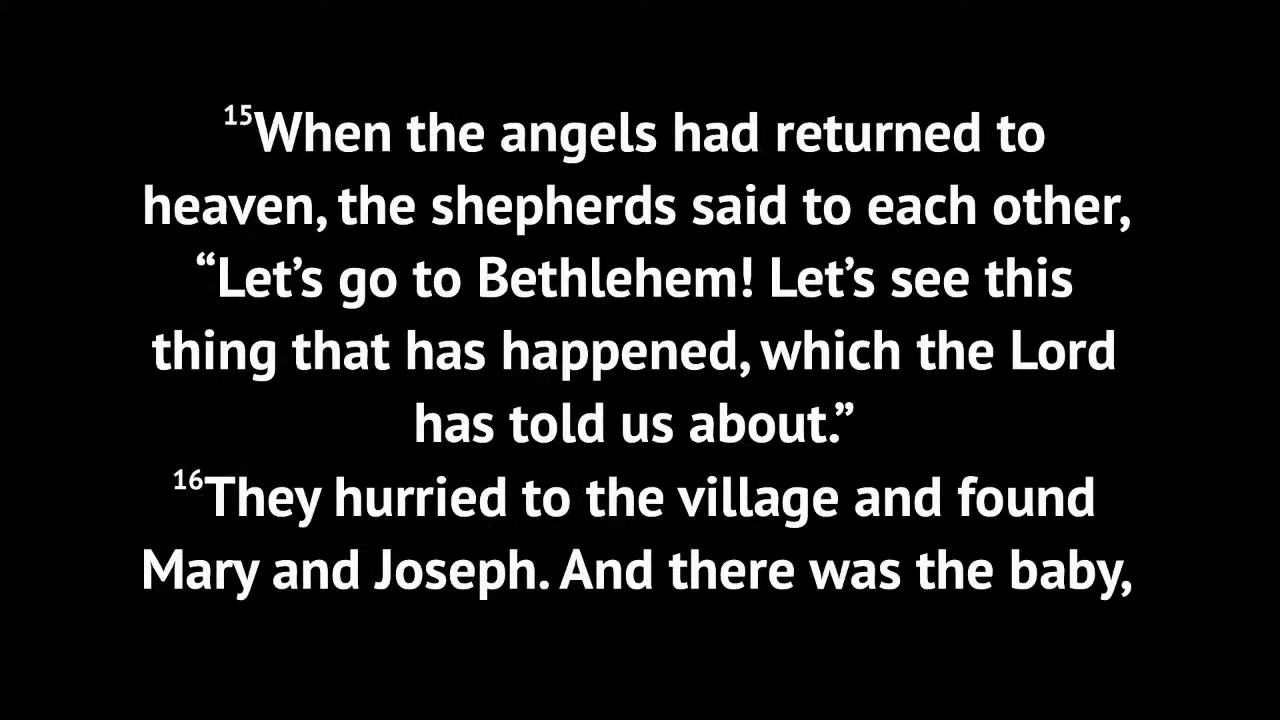 ¹⁵When the angels had returned to
heaven, the shepherds said to each other,
“Let’s go to Bethlehem! Let’s see this
thing that has happened, which the Lord
has told us about.”
¹⁶They hurried to the village and found
Mary and Joseph. And there was the baby,